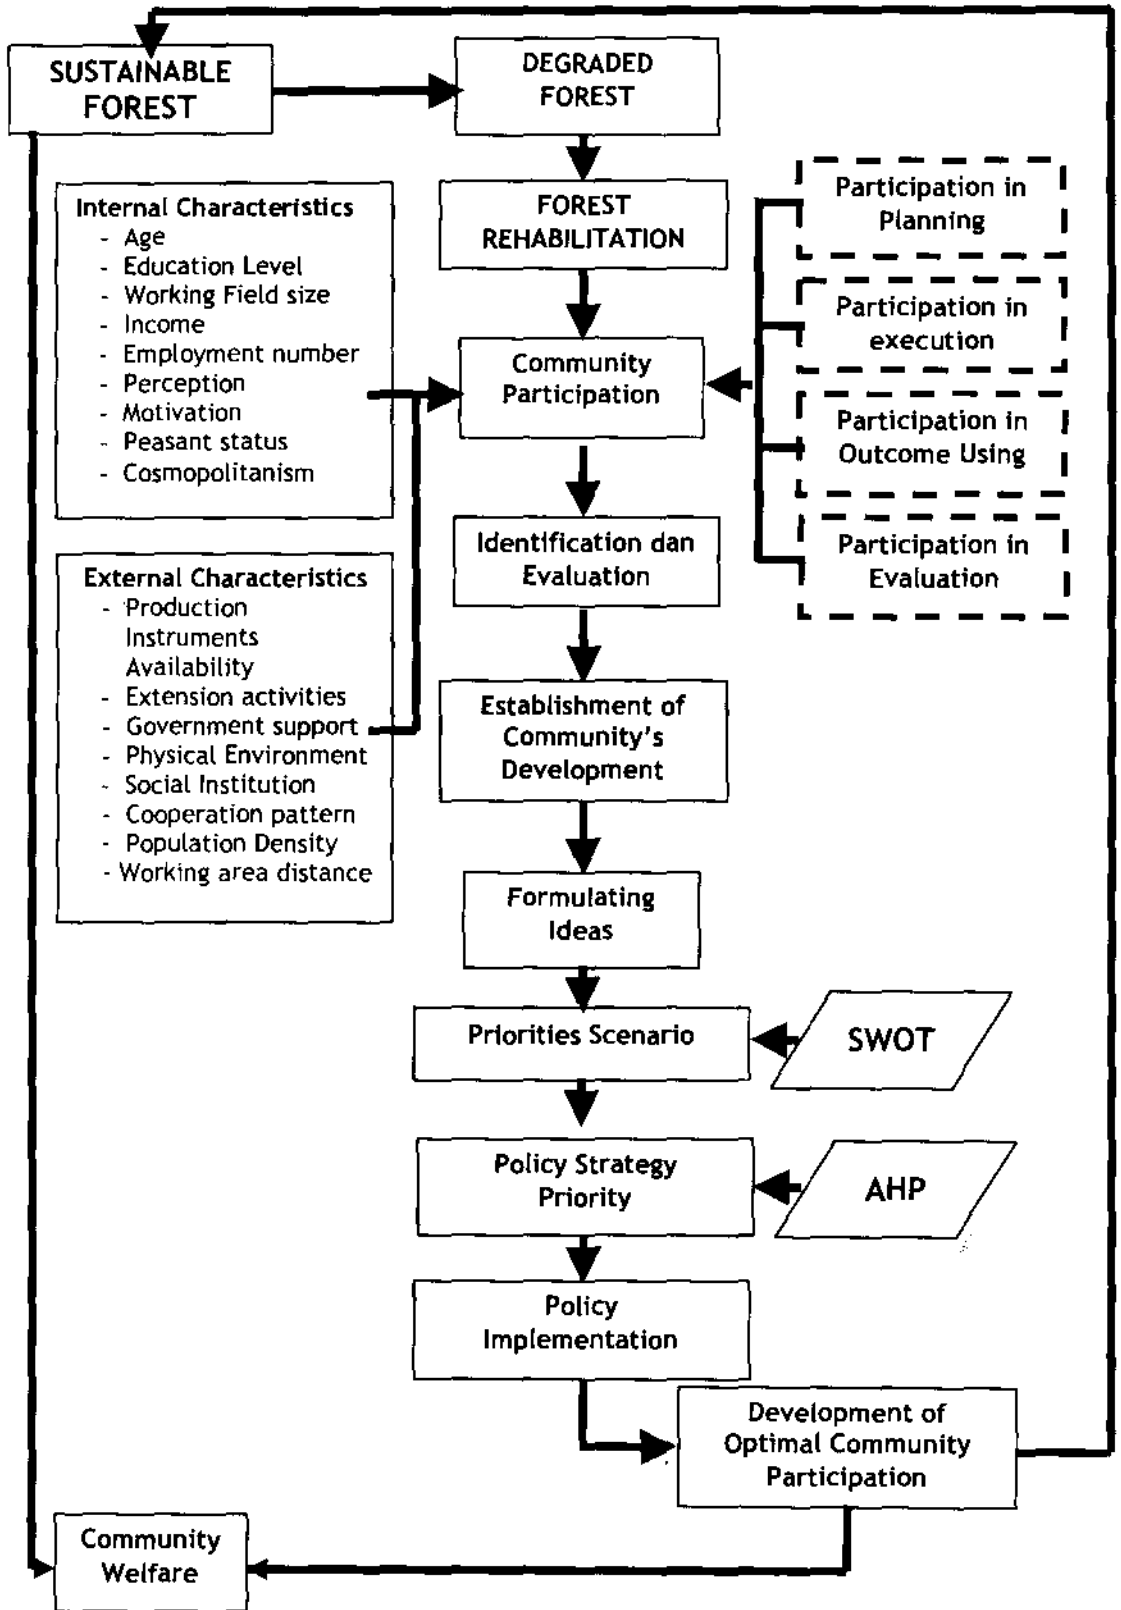 SUSTAINABLE
FOREST
DEGRADED
FOREST
Internal Characteristics
- Age
- Education Level
- Working Field size
- Income
- Employment number
- Perception
- Motivation
- Peasant status
- Cosmopolitanism
External Characteristics
- Production
Instruments
Availability
- Extension activities
- Government support
- Physical Environment
- Social Institution
- Cooperation pattern
- Population Density
- Working area distance
FOREST
REHABILITATION
Community
Participation
Participation in
Planning
Participation in
execution
Participation in
Outcome Using
Participation in
Evaluation
Identification dan
Evaluation
Establishment of
Community's
Development
Formulating
Ideas
Priorities Scenario
SWOT
Policy Strategy
Priority
AHP
Policy
Implementation
Development of
Optimal Community
Participation
Community
Welfare